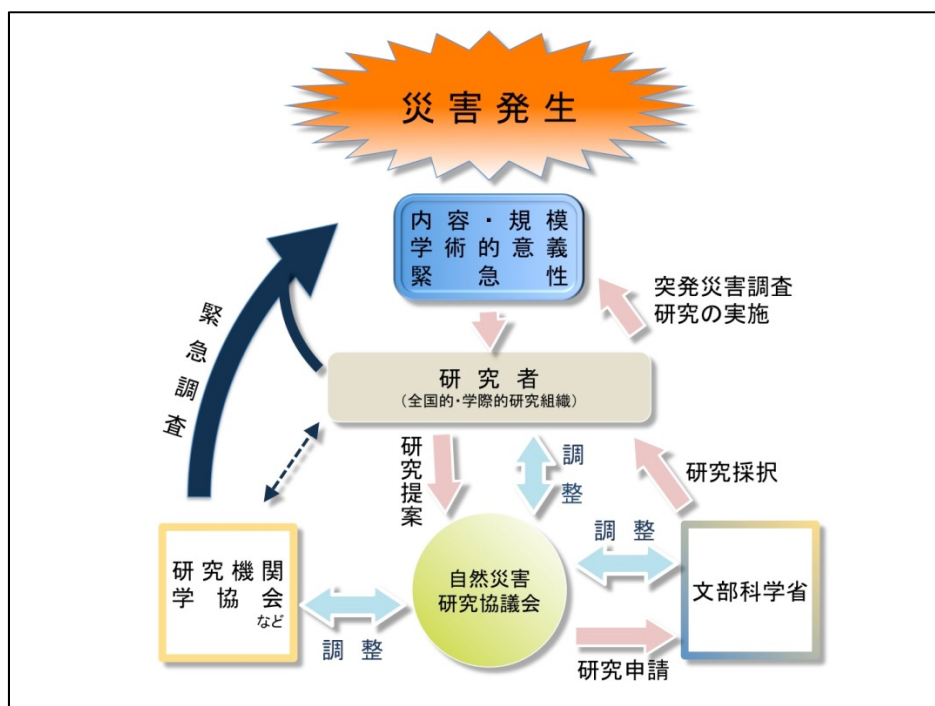 災害発生
内容・規模
学術的意義
緊急性
突発災害調査
研究の実施
緊急調査
研究者
(全国的・学際的研究組織)
研究提案
調整
研究採択
研究機関
学協会
など
調整
自然災害
研究協議会
調整
文部科学省
研究申請